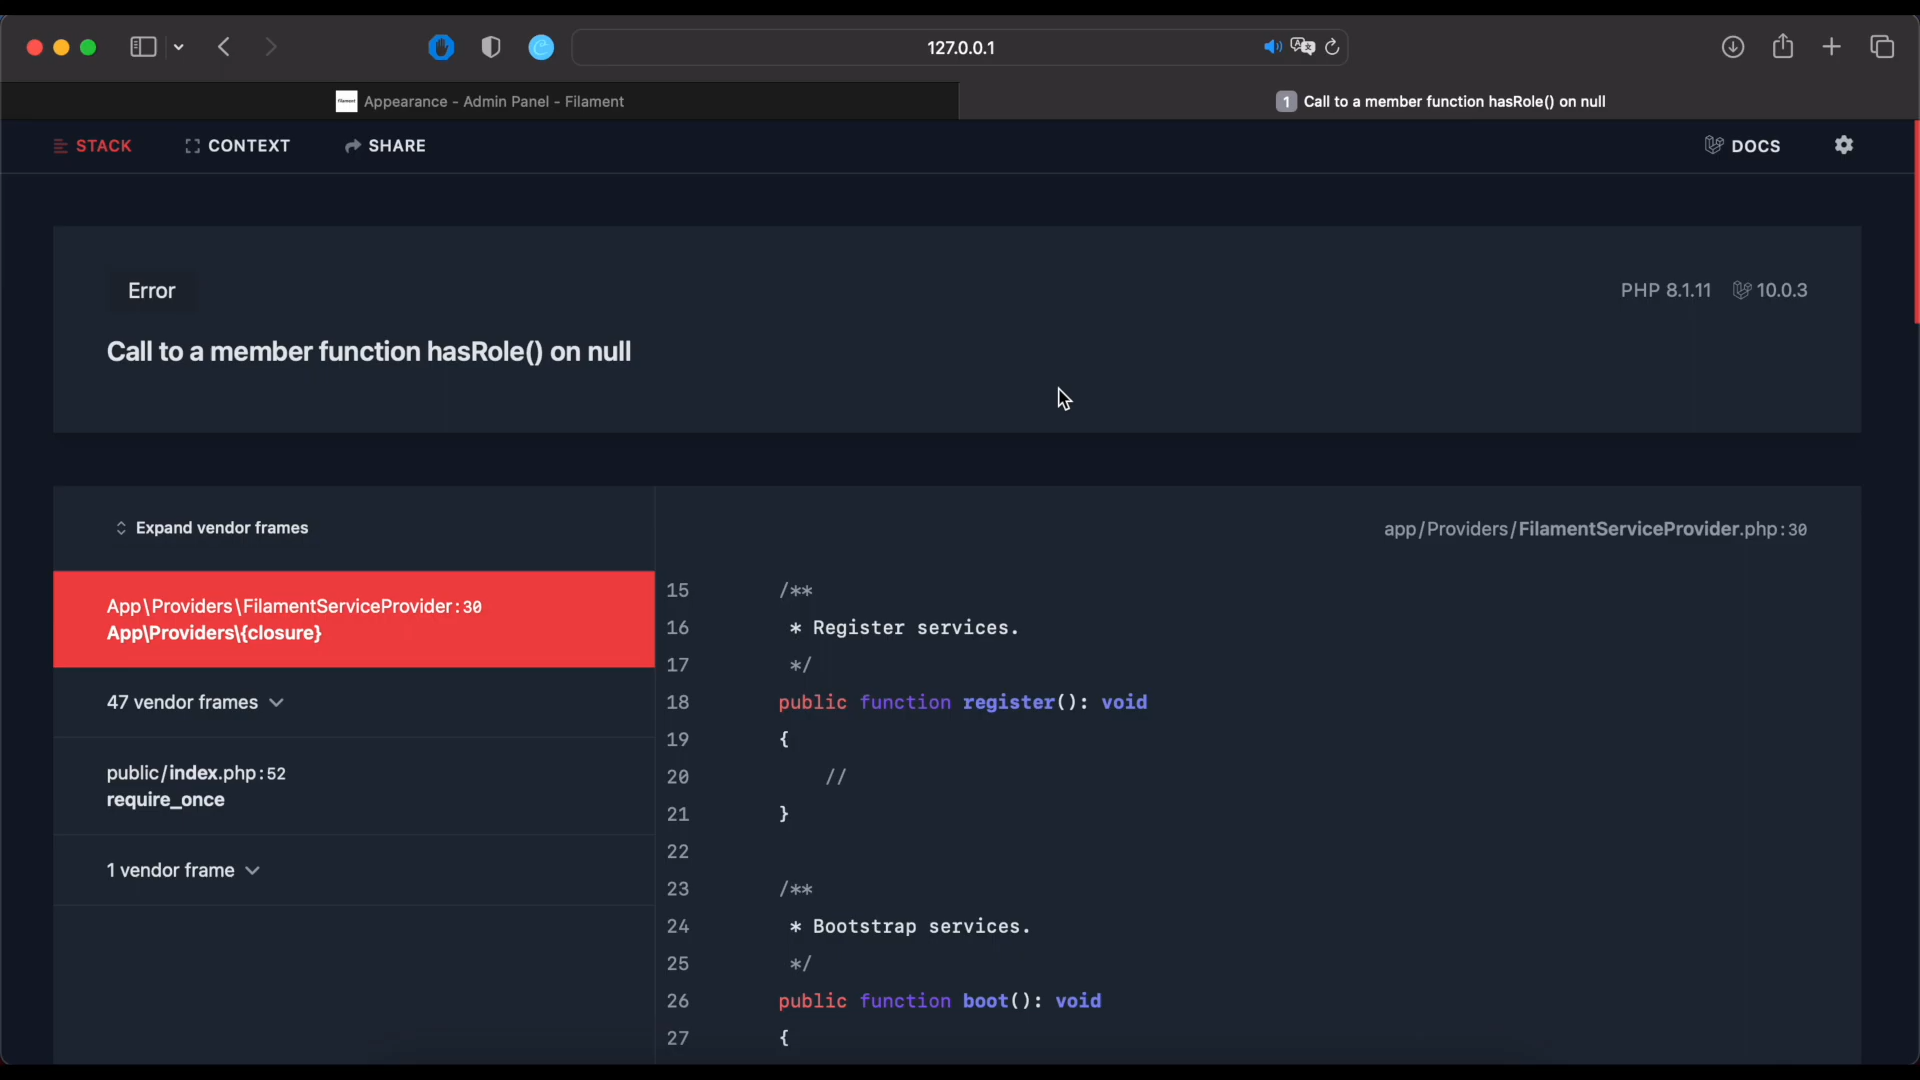 127.0.0.1
Filament Appearance - Admin Panel - Filament
1 Call to a member function hasRole() on null
STACK CONTEXT SHARE DOCS
Error
PHP 8.1.11 10.0.3
Call to a member function hasRole() on null
Expand vendor frames
app/Providers/FilamentServiceProvider.php:30
App\Providers\FilamentServiceProvider:30
App\Providers\{closure}
47 vendor frames
public/index.php:52
require_once
1 vendor frame
15 /**
16 * Register services.
17 */
18 public function register(): void
19 {
20 //
21 }
22
23 /**
24 * Bootstrap services.
25 */
26 public function boot(): void
27 {